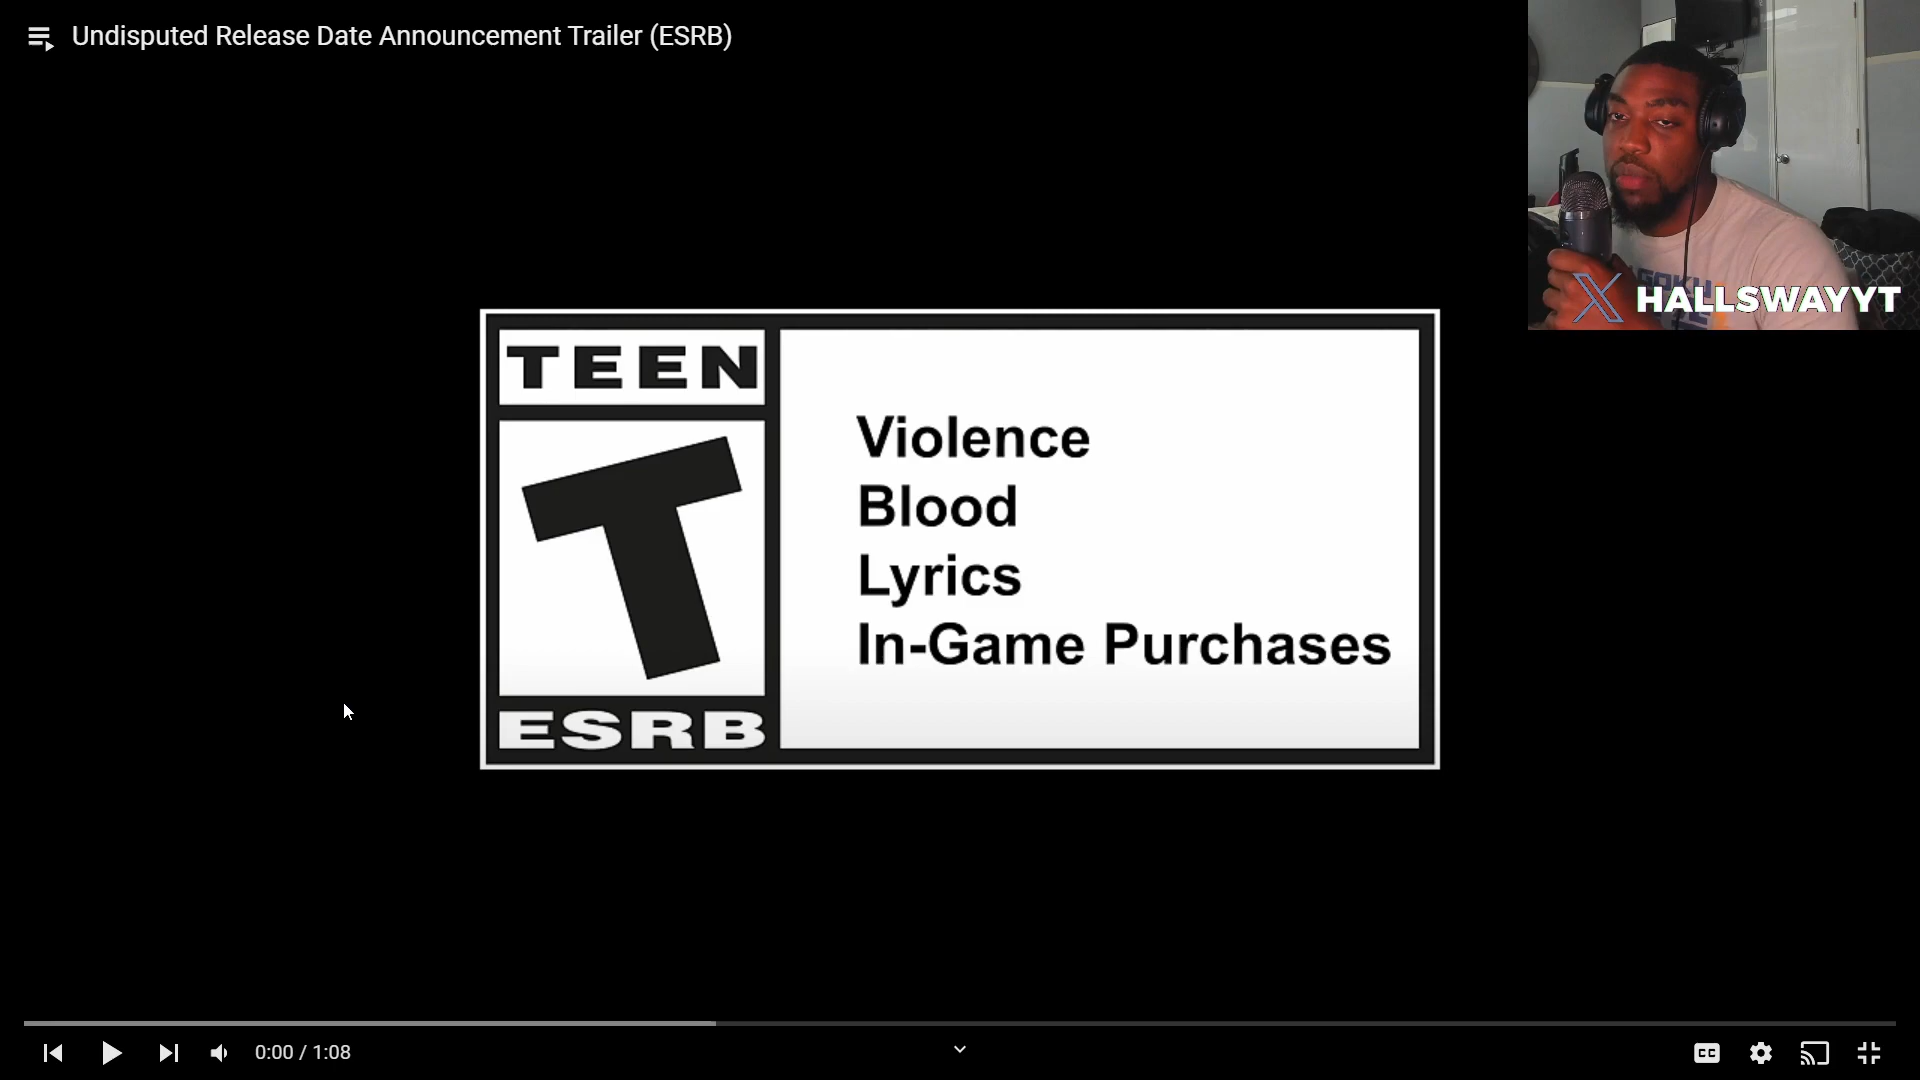 Undisputed Release Date Announcement Trailer (ESRB)
HALLSWAYYT
TEEN
T
ESRB
Violence
Blood
Lyrics
In-Game Purchases
0:00 / 1:08
CC